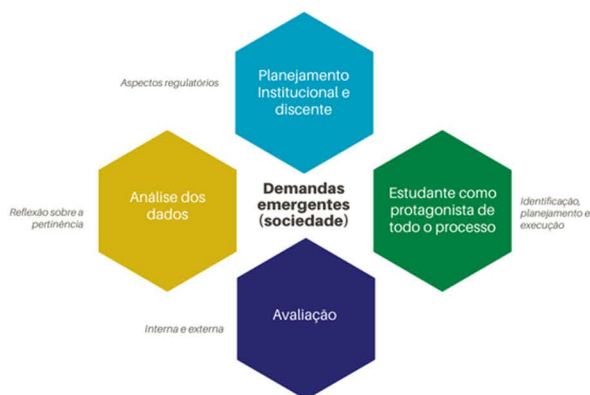 Aspectos regulatórios
Planejamento
Institucional e
discente
Análise dos
dados
Reflexão sobre a
pertinência
Demandas
emergentes
(sociedade)
Estudante como
protagonista de
todo o processo
Identificação,
planejamento e
execução
Avaliação
Interna e externa